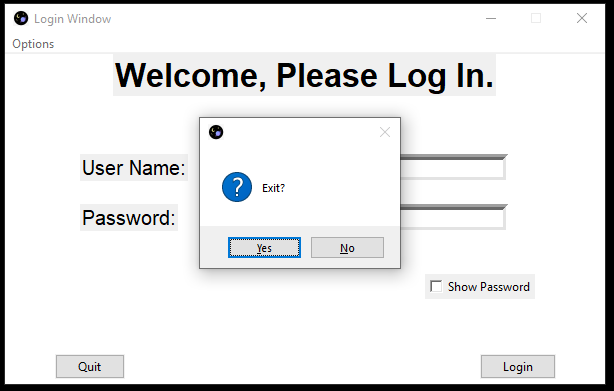 Login Window
Options
Welcome, Please Log In.
User Name:
Exit?
Password:
Yes
No
Show Password
Quit
Login